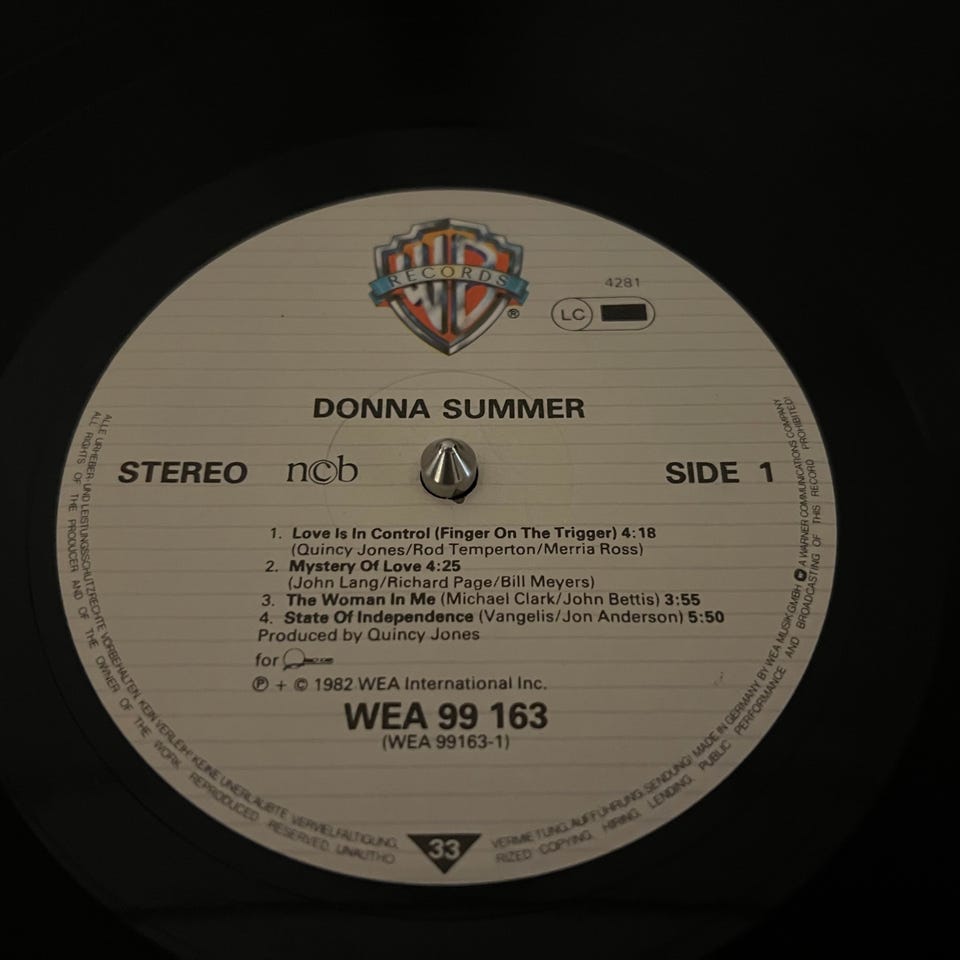 WB
RECORDS
®
4281
LC
DONNA SUMMER
STEREO ncb SIDE 1
1. Love Is In Control (Finger On The Trigger) 4:18
(Quincy Jones/Rod Temperton/Merria Ross)
2. Mystery Of Love 4:25
(John Lang/Richard Page/Bill Meyers)
3. The Woman In Me (Michael Clark/John Bettis) 3:55
4. State Of Independence (Vangelis/Jon Anderson) 5:50
Produced by Quincy Jones
for
℗ + © 1982 WEA International Inc.
WEA 99 163
(WEA 99163-1)
33
ALLE URHEBER- UND LEISTUNGSSCHUTZRECHTE VORBEHALTEN. KEIN VERLEIH! KEINE UNERLAUBTE VERVIELFÄLTIGUNG, VERMIETUNG, AUFFÜHRUNG, SENDUNG! MADE IN GERMANY BY WEA MUSIK GMBH A WARNER COMMUNICATIONS COMPANY
ALL RIGHTS OF THE PRODUCER AND OF THE OWNER OF THE WORK REPRODUCED RESERVED. UNAUTHORIZED COPYING, HIRING, LENDING, PUBLIC PERFORMANCE AND BROADCASTING OF THIS RECORD PROHIBITED!